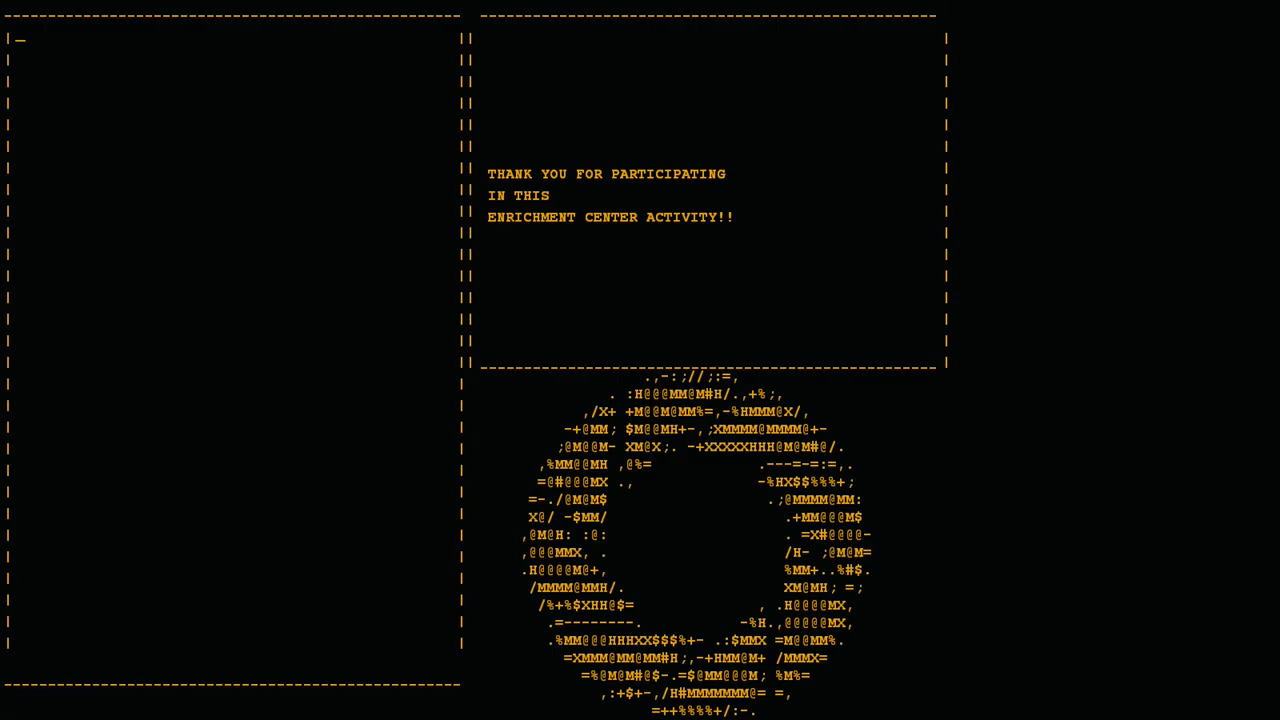 THANK YOU FOR PARTICIPATING
IN THIS
ENRICHMENT CENTER ACTIVITY!!